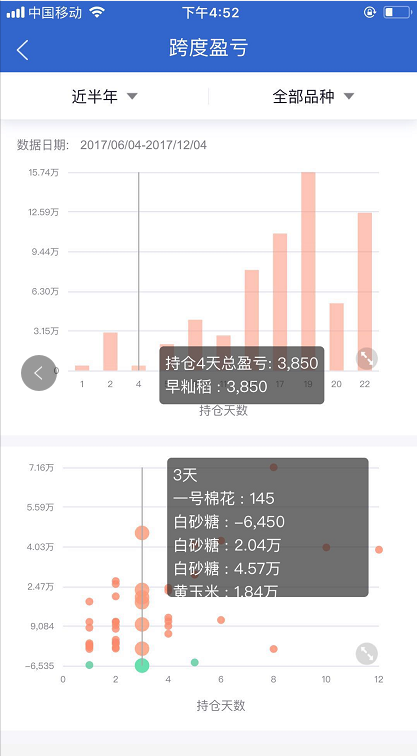 中国移动 下午4:52
跨度盈亏
近半年 全部品种
数据日期: 2017/06/04-2017/12/04
15.74万
12.59万
9.44万
6.30万
3.15万
0
1 2 4 19 20 22
持仓4天总盈亏: 3,850
早籼稻 : 3,850
持仓天数
7.16万
5.59万
4.03万
2.47万
9,084
-6,535
3天
一号棉花 : 145
白砂糖 : -6,450
白砂糖 : 2.04万
白砂糖 : 4.57万
黄玉米 : 1.84万
0 2 4 6 8 10 12
持仓天数